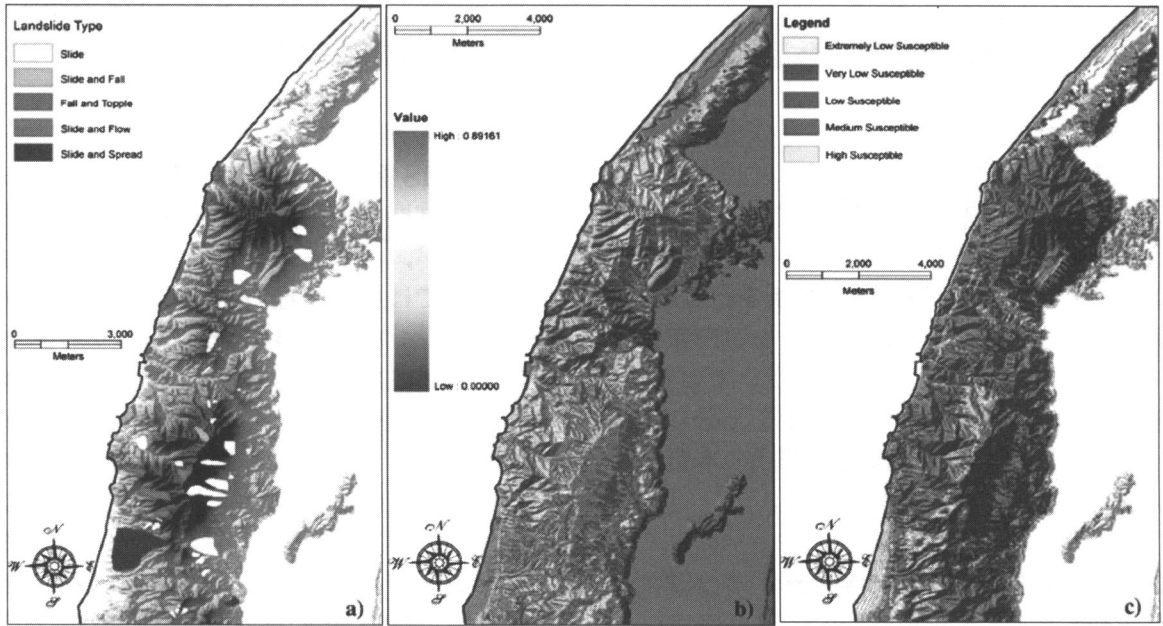 Landslide Type
Slide
Slide and Fall
Fall and Topple
Slide and Flow
Slide and Spread
0 3,000
Meters
N
W E
S
a)
0 2,000 4,000
Meters
Value
High : 0.89161
Low : 0.00000
N
W E
S
b)
Legend
Extremely Low Susceptible
Very Low Susceptible
Low Susceptible
Medium Susceptible
High Susceptible
0 2,000 4,000
Meters
N
W E
S
c)